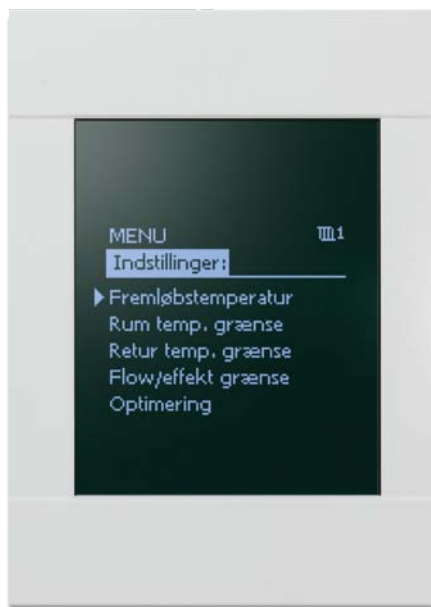 MENU 1
Indstillinger:
Fremløbstemperatur
Rum temp. grænse
Retur temp. grænse
Flow/effekt grænse
Optimering